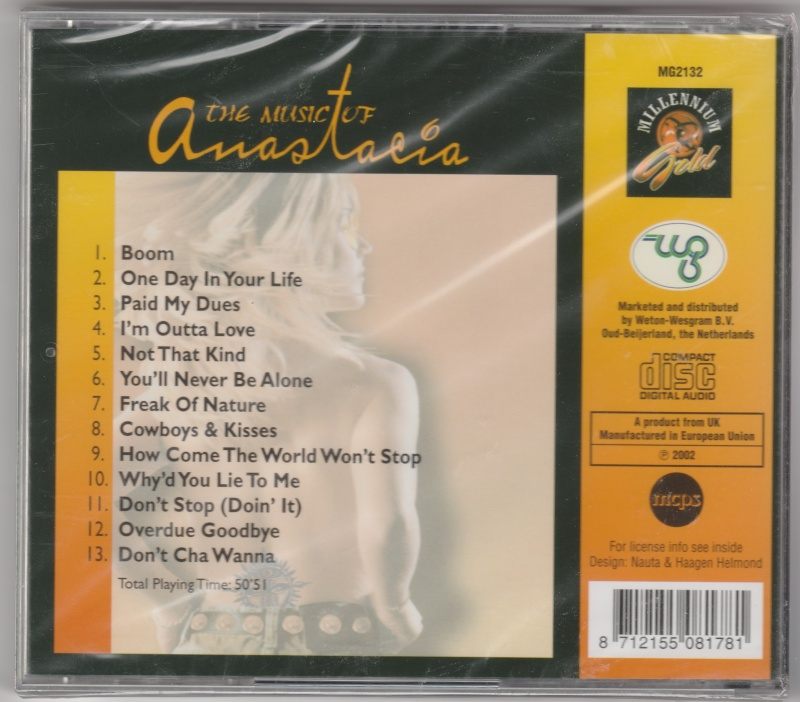 THE MUSIC OF
Anastacia
1. Boom
2. One Day In Your Life
3. Paid My Dues
4. I'm Outta Love
5. Not That Kind
6. You'll Never Be Alone
7. Freak Of Nature
8. Cowboys & Kisses
9. How Come The World Won't Stop
10. Why'd You Lie To Me
11. Don't Stop (Doin' It)
12. Overdue Goodbye
13. Don't Cha Wanna
Total Playing Time: 50'51
MG2132
MILLENNIUM
Gold
wg
Marketed and distributed
by Weton-Wesgram B.V.
Oud-Beijerland, the Netherlands
COMPACT
disc
DIGITAL AUDIO
A product from UK
Manufactured in European Union
℗ 2002
mcps
For license info see inside
Design: Nauta & Haagen Helmond
8 712155 081781